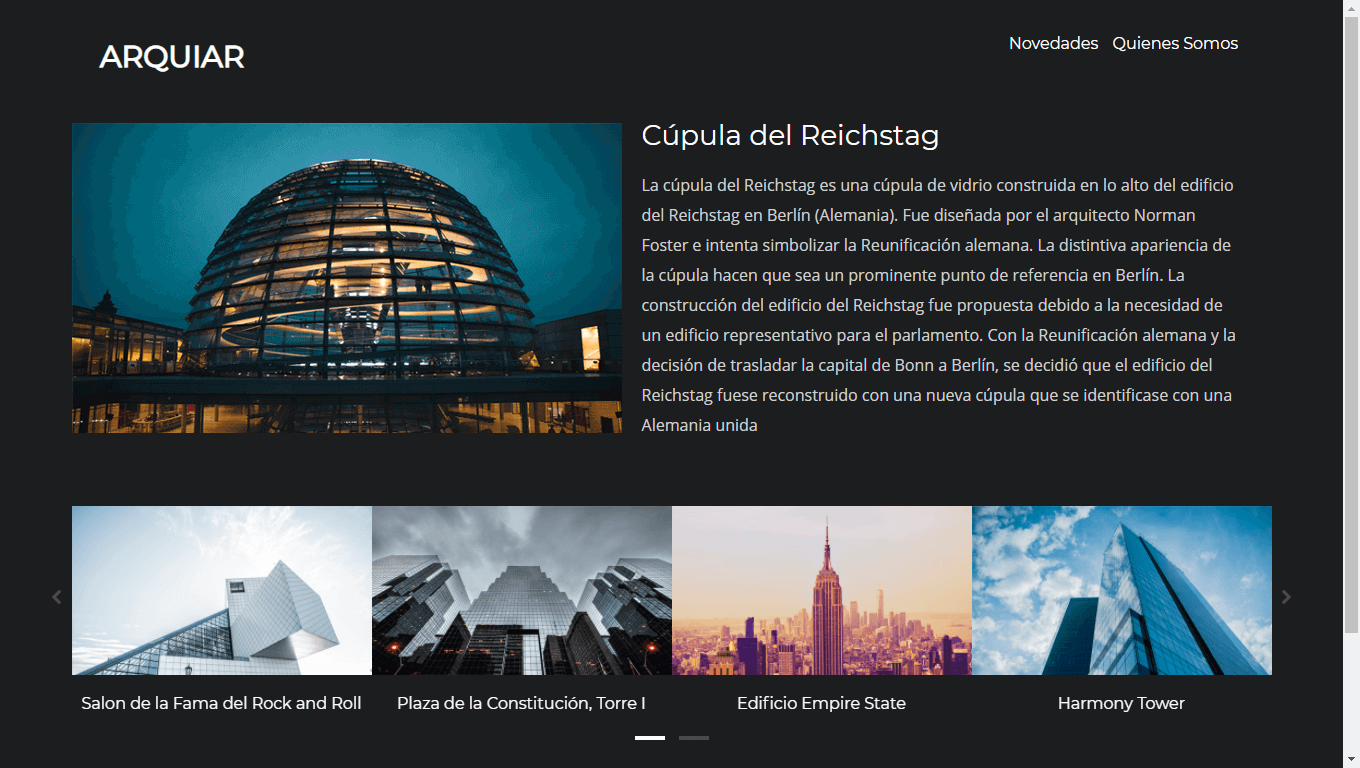 ARQUIAR
Novedades Quienes Somos
Cúpula del Reichstag
La cúpula del Reichstag es una cúpula de vidrio construida en lo alto del edificio
del Reichstag en Berlín (Alemania). Fue diseñada por el arquitecto Norman
Foster e intenta simbolizar la Reunificación alemana. La distintiva apariencia de
la cúpula hacen que sea un prominente punto de referencia en Berlín. La
construcción del edificio del Reichstag fue propuesta debido a la necesidad de
un edificio representativo para el parlamento. Con la Reunificación alemana y la
decisión de trasladar la capital de Bonn a Berlín, se decidió que el edificio del
Reichstag fuese reconstruido con una nueva cúpula que se identificase con una
Alemania unida
Salon de la Fama del Rock and Roll
Plaza de la Constitución, Torre I
Edificio Empire State
Harmony Tower